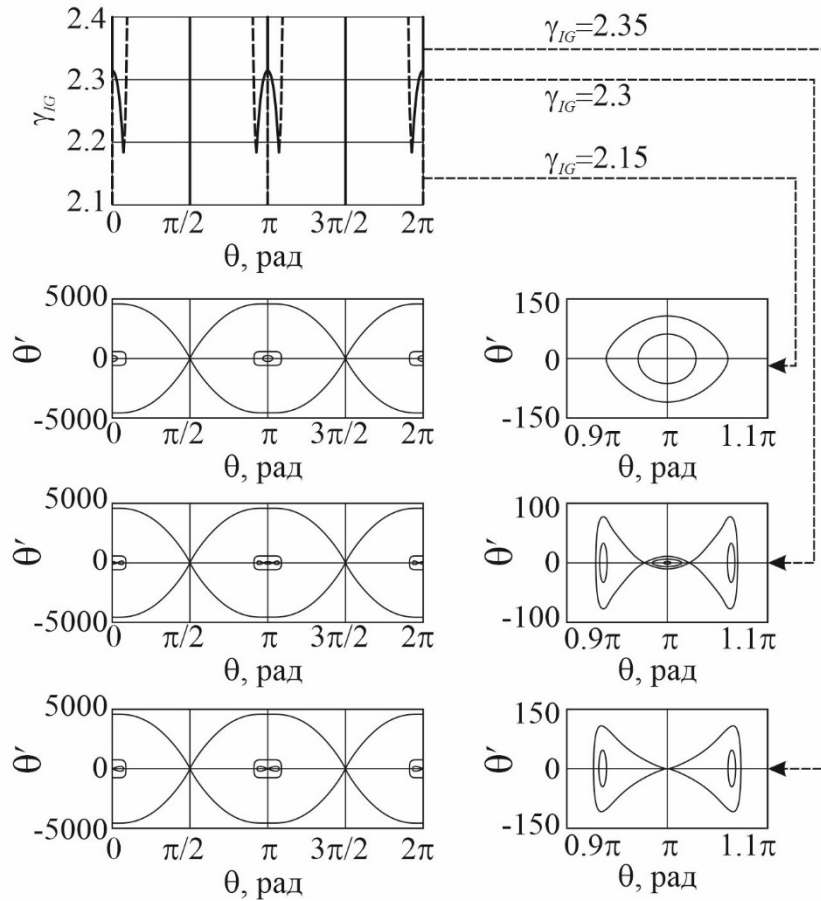 2.4
2.3
2.2
2.1
γIG
0 π/2 π 3π/2 2π
θ, рад
γIG=2.35
γIG=2.3
γIG=2.15
5000
0
-5000
θ′
0 π/2 π 3π/2 2π
θ, рад
150
0
-150
θ′
0.9π π 1.1π
θ, рад
5000
0
-5000
θ′
0 π/2 π 3π/2 2π
θ, рад
100
0
-100
θ′
0.9π π 1.1π
θ, рад
5000
0
-5000
θ′
0 π/2 π 3π/2 2π
θ, рад
150
0
-150
θ′
0.9π π 1.1π
θ, рад